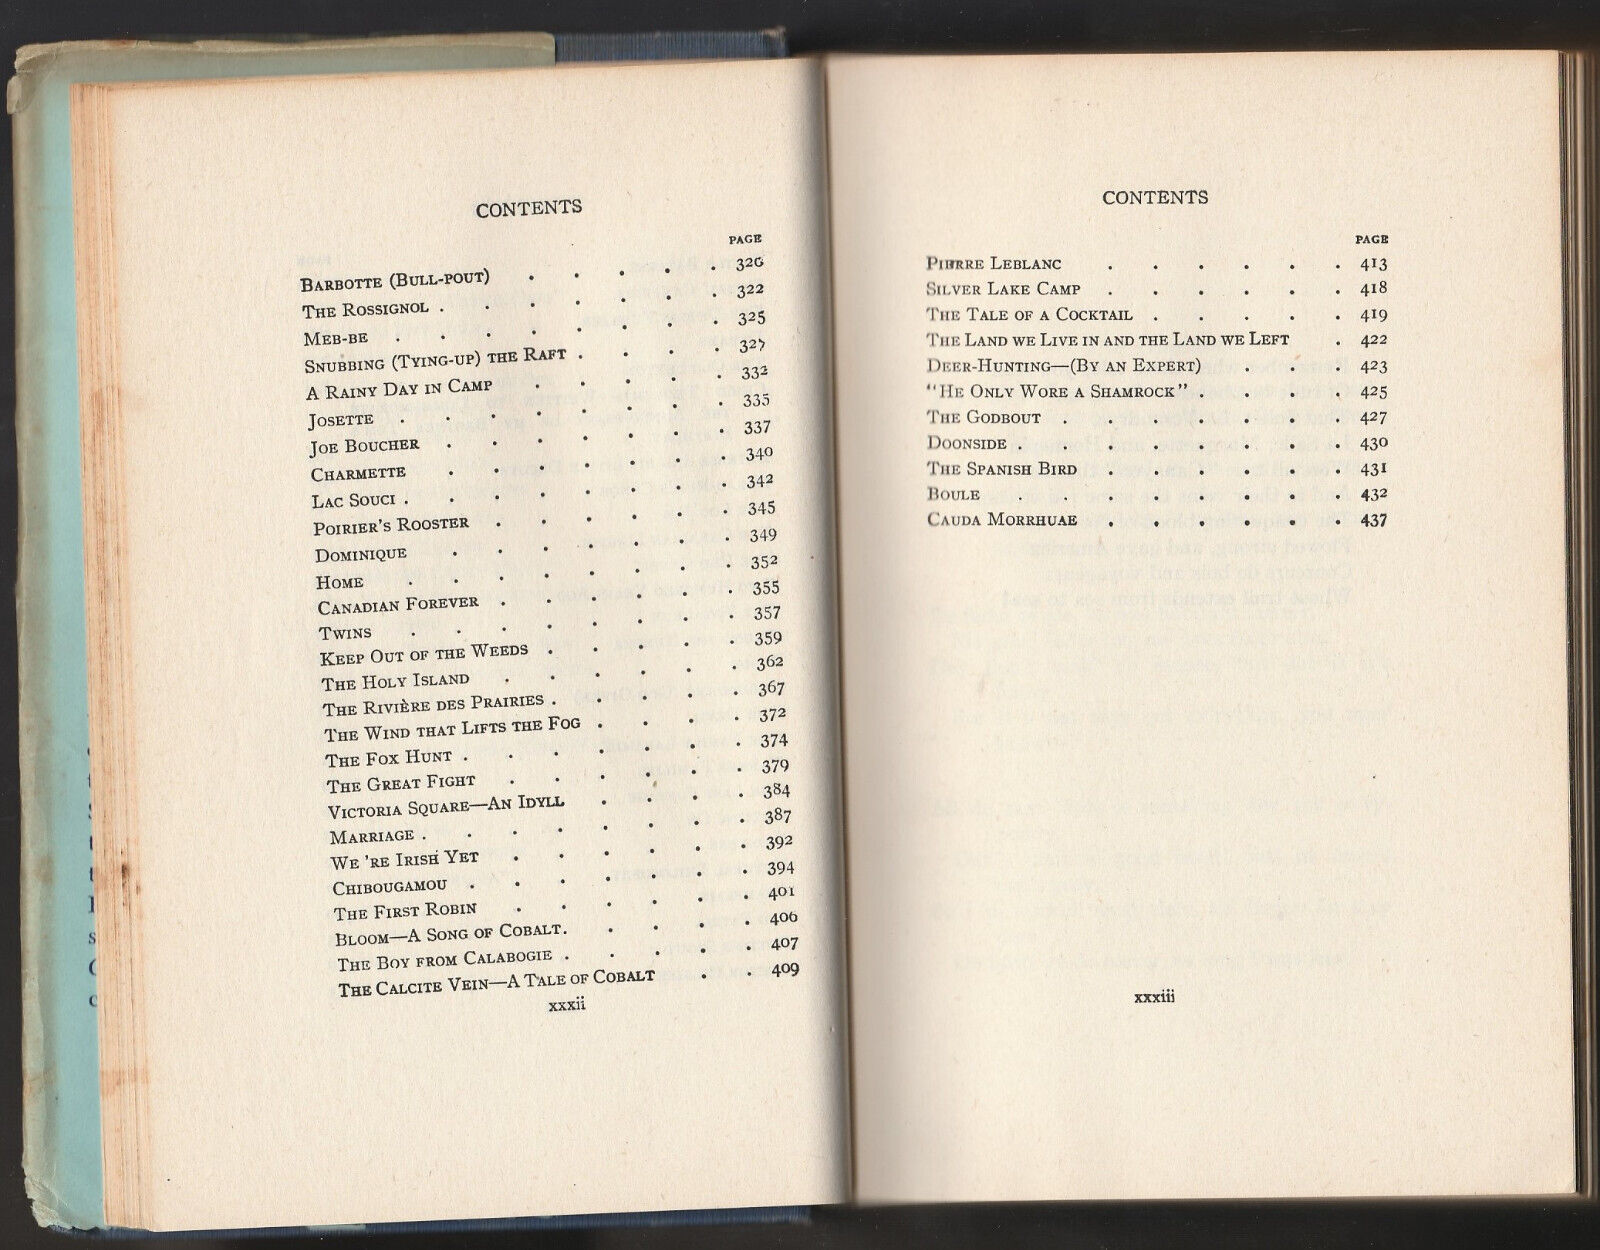 CONTENTS
PAGE
BARBOTTE (BULL-POUT) . . . . . 320
THE ROSSIGNOL . . . . . . . 322
MEB-BE . . . . . . . . 325
SNUBBING (TYING-UP) THE RAFT . . . . 327
A RAINY DAY IN CAMP . . . . . 332
JOSETTE . . . . . . . . 335
JOE BOUCHER . . . . . . . 337
CHARMETTE . . . . . . . 340
LAC SOUCI . . . . . . . . 342
POIRIER'S ROOSTER . . . . . . 345
DOMINIQUE . . . . . . . 349
HOME . . . . . . . . 352
CANADIAN FOREVER . . . . . . 355
TWINS . . . . . . . . 357
KEEP OUT OF THE WEEDS . . . . . 359
THE HOLY ISLAND . . . . . . 362
THE RIVIÈRE DES PRAIRIES . . . . . 367
THE WIND THAT LIFTS THE FOG . . . . 372
THE FOX HUNT . . . . . . . 374
THE GREAT FIGHT . . . . . . 379
VICTORIA SQUARE—AN IDYLL . . . . 384
MARRIAGE . . . . . . . . 387
WE 'RE IRISH YET . . . . . . 392
CHIBOUGAMOU . . . . . . . 394
THE FIRST ROBIN . . . . . . 401
BLOOM—A SONG OF COBALT. . . . . 406
THE BOY FROM CALABOGIE . . . . . 407
THE CALCITE VEIN—A TALE OF COBALT . . 409
xxxii
CONTENTS
PAGE
PIERRE LEBLANC . . . . . . 413
SILVER LAKE CAMP . . . . . . 418
THE TALE OF A COCKTAIL . . . . . 419
THE LAND WE LIVE IN AND THE LAND WE LEFT . 422
DEER-HUNTING—(BY AN EXPERT) . . . 423
"HE ONLY WORE A SHAMROCK" . . . . 425
THE GODBOUT . . . . . . . 427
DOONSIDE . . . . . . . . 430
THE SPANISH BIRD . . . . . . 431
BOULE . . . . . . . . 432
CAUDA MORRHUAE . . . . . . 437
xxxiii